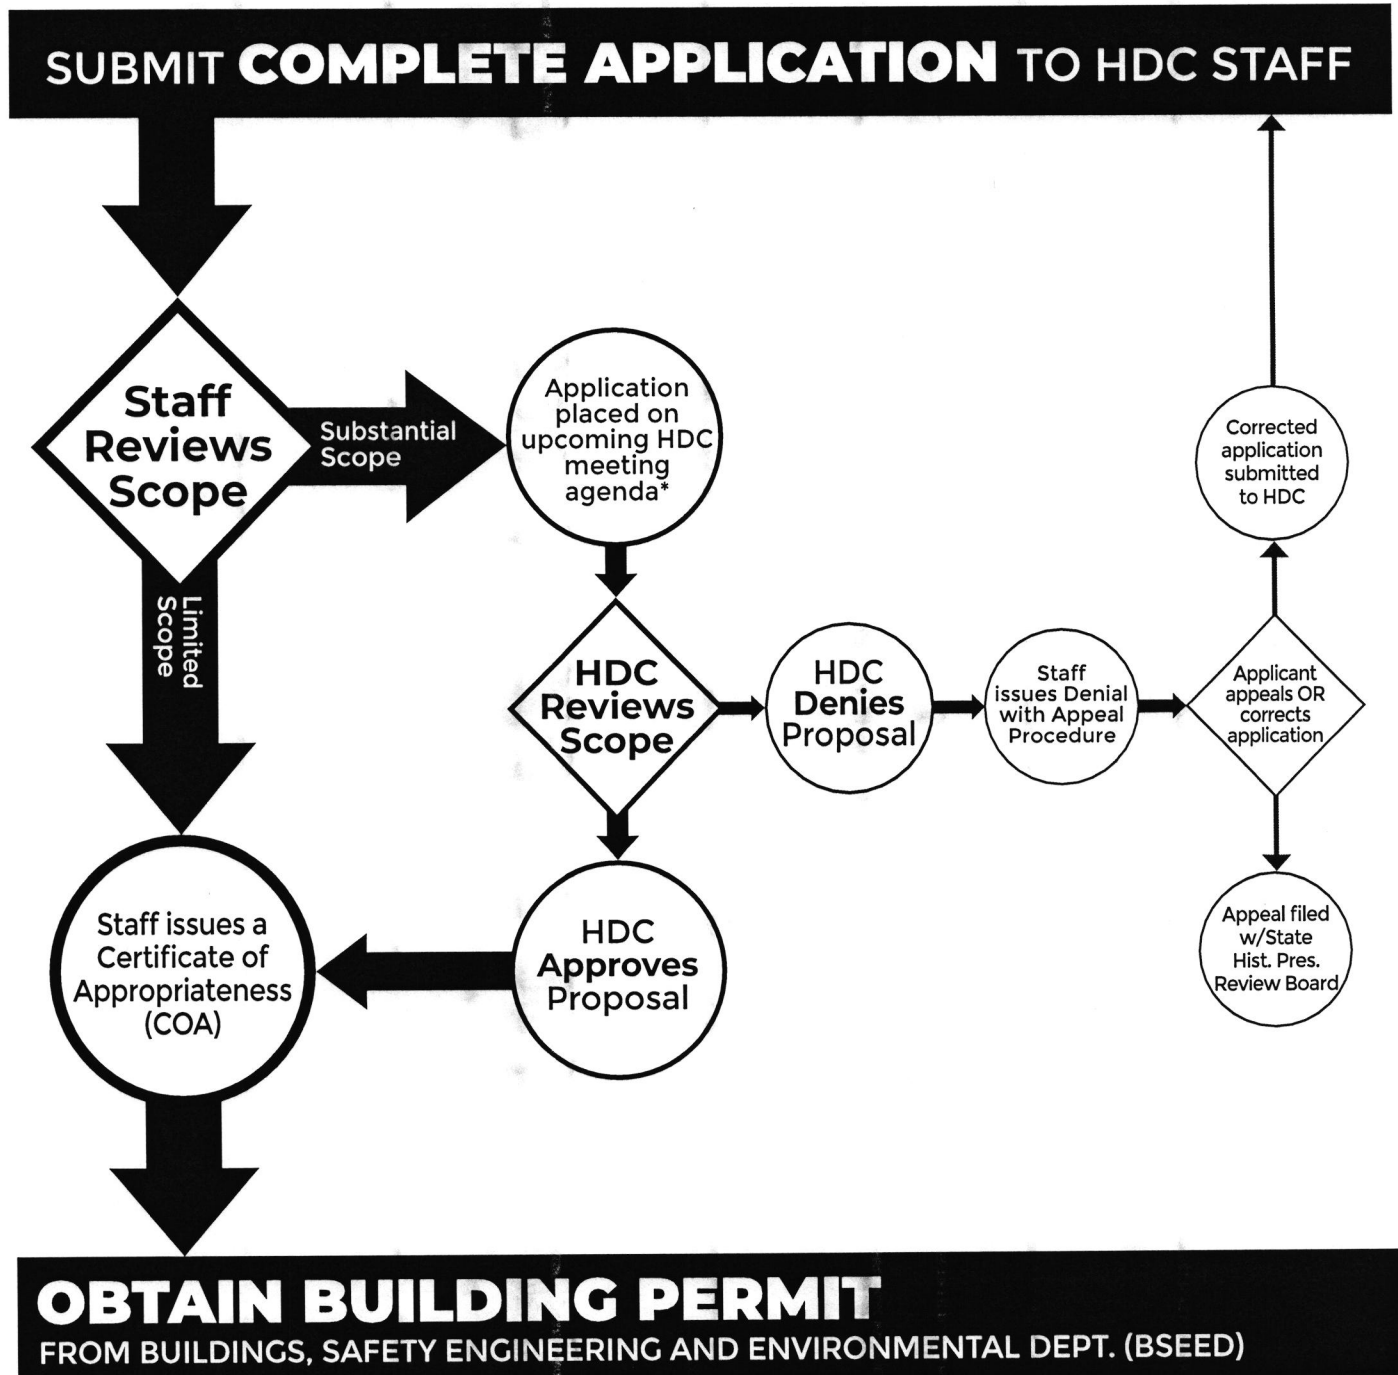 SUBMIT COMPLETE APPLICATION TO HDC STAFF
Staff
Reviews
Scope
Substantial
Scope
Application
placed on
upcoming HDC
meeting
agenda*
Limited
Scope
HDC
Reviews
Scope
HDC
Denies
Proposal
Staff
issues Denial
with Appeal
Procedure
Applicant
appeals OR
corrects
application
Corrected
application
submitted
to HDC
Appeal filed
w/State
Hist. Pres.
Review Board
HDC
Approves
Proposal
Staff issues a
Certificate of
Appropriateness
(COA)
OBTAIN BUILDING PERMIT
FROM BUILDINGS, SAFETY ENGINEERING AND ENVIRONMENTAL DEPT. (BSEED)